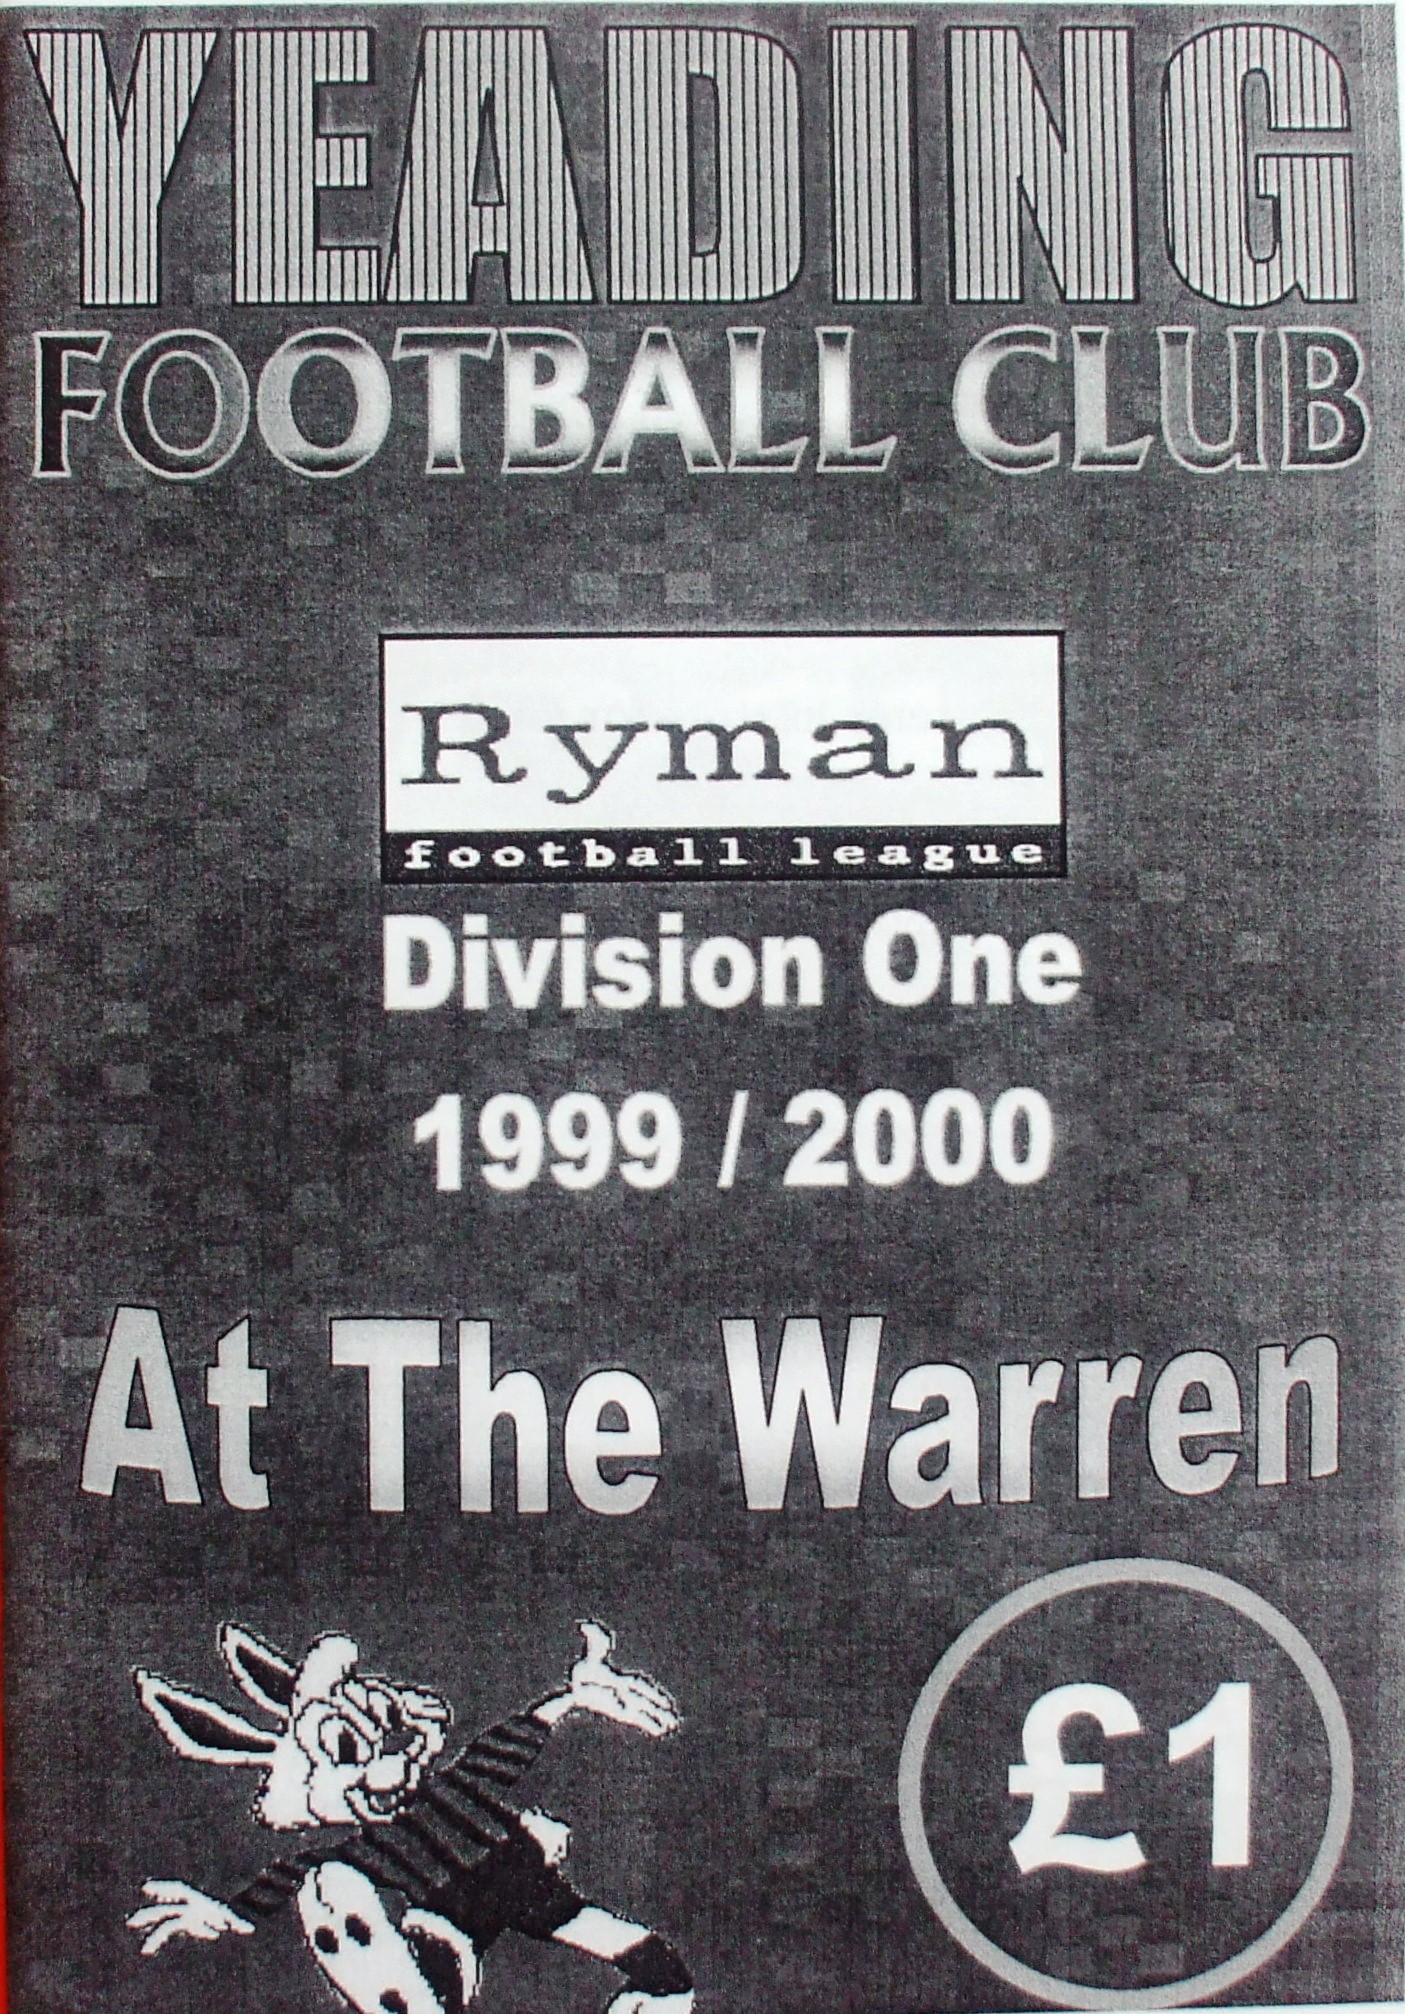 YEADING
FOOTBALL CLUB
Ryman
football league
Division One
1999 / 2000
At The Warren
£1